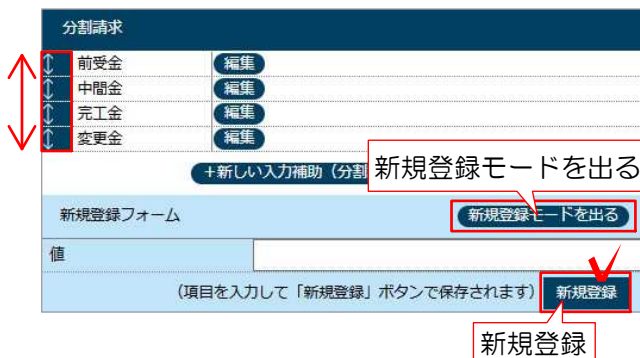 分割請求
前受金 編集
中間金 編集
完工金 編集
変更金 編集
+新しい入力補助（分割
新規登録モードを出る
新規登録フォーム 新規登録モードを出る
値
（項目を入力して「新規登録」ボタンで保存されます） 新規登録
新規登録